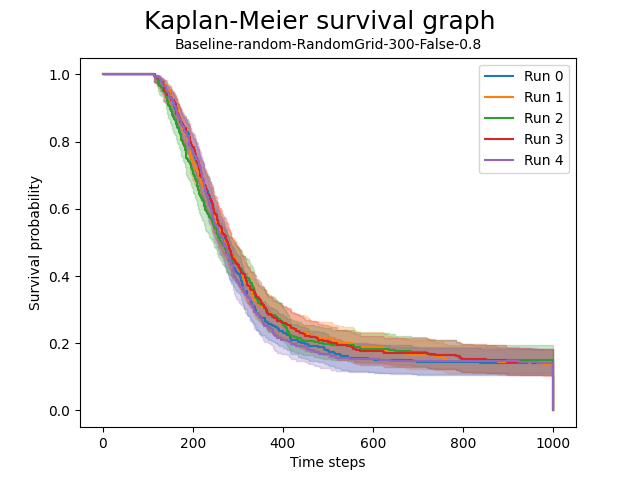 Kaplan-Meier survival graph
Baseline-random-RandomGrid-300-False-0.8
Survival probability
1.0
0.8
0.6
0.4
0.2
0.0
Run 0
Run 1
Run 2
Run 3
Run 4
0 200 400 600 800 1000
Time steps